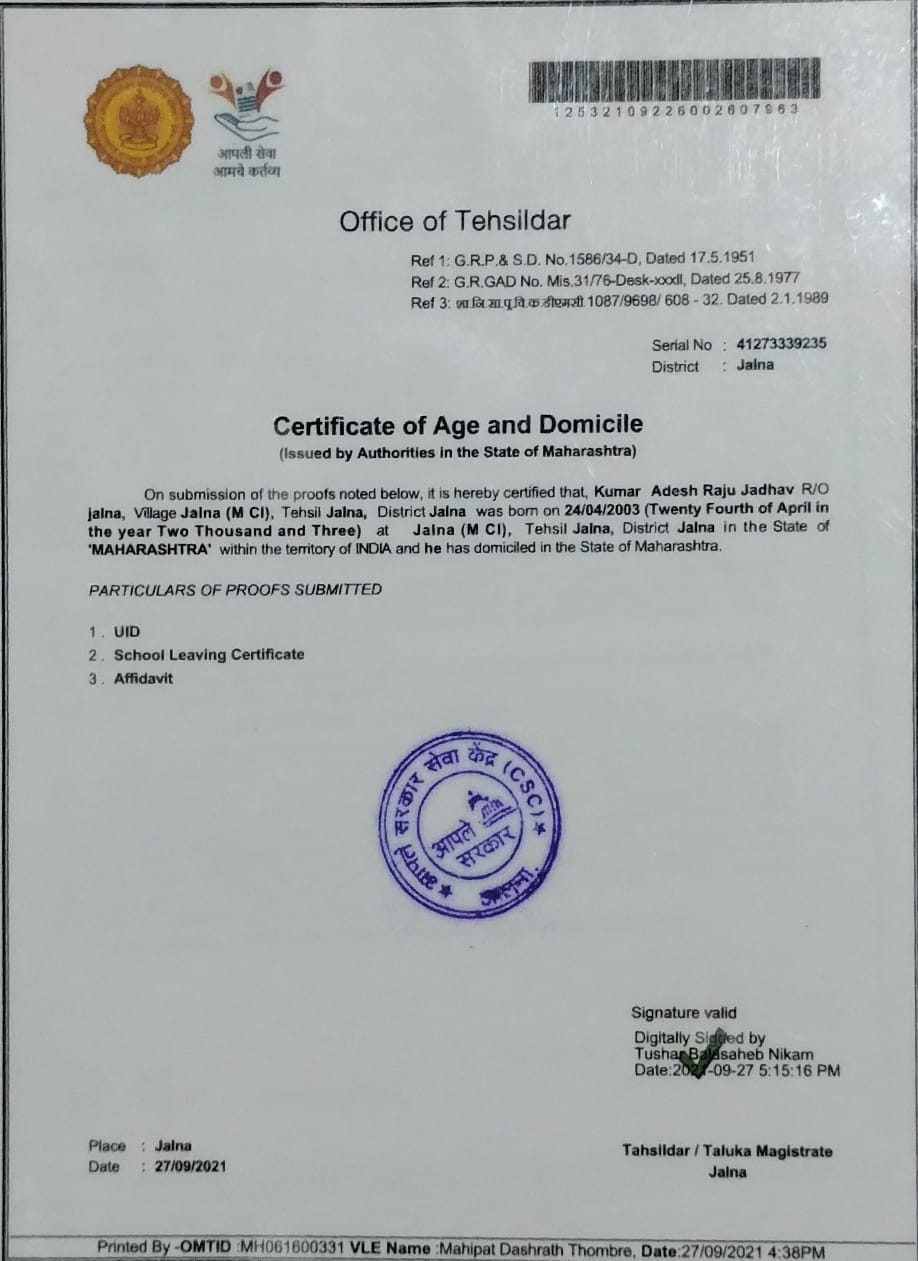 आपली सेवा
आमचे कर्तव्य
12532109226002607963
Office of Tehsildar
Ref 1: G.R.P.& S.D. No.1586/34-D, Dated 17.5.1951
Ref 2: G.R.GAD No. Mis.31/76-Desk-xxxdl, Dated 25.8.1977
Ref 3: शा.नि.सा.पू.वि.क.डीएमसी.1087/9698/ 608 - 32. Dated 2.1.1989
Serial No : 41273339235
District : Jalna
Certificate of Age and Domicile
(Issued by Authorities in the State of Maharashtra)
On submission of the proofs noted below, it is hereby certified that, Kumar Adesh Raju Jadhav R/O
jalna, Village Jalna (M Cl), Tehsil Jalna, District Jalna was born on 24/04/2003 (Twenty Fourth of April in
the year Two Thousand and Three) at Jalna (M Cl), Tehsil Jalna, District Jalna in the State of
'MAHARASHTRA' within the territory of INDIA and he has domiciled in the State of Maharashtra.
PARTICULARS OF PROOFS SUBMITTED
1 . UID
2 . School Leaving Certificate
3 . Affidavit
आपले सरकार सेवा केंद्र (CSC)
आपले
सरकार
जालना.
Signature valid
Digitally Signed by
Tushar Balasaheb Nikam
Date:2021-09-27 5:15:16 PM
Place : Jalna
Date : 27/09/2021
Tahsildar / Taluka Magistrate
Jalna
Printed By -OMTID :MH061600331 VLE Name :Mahipat Dashrath Thombre, Date:27/09/2021 4:38PM